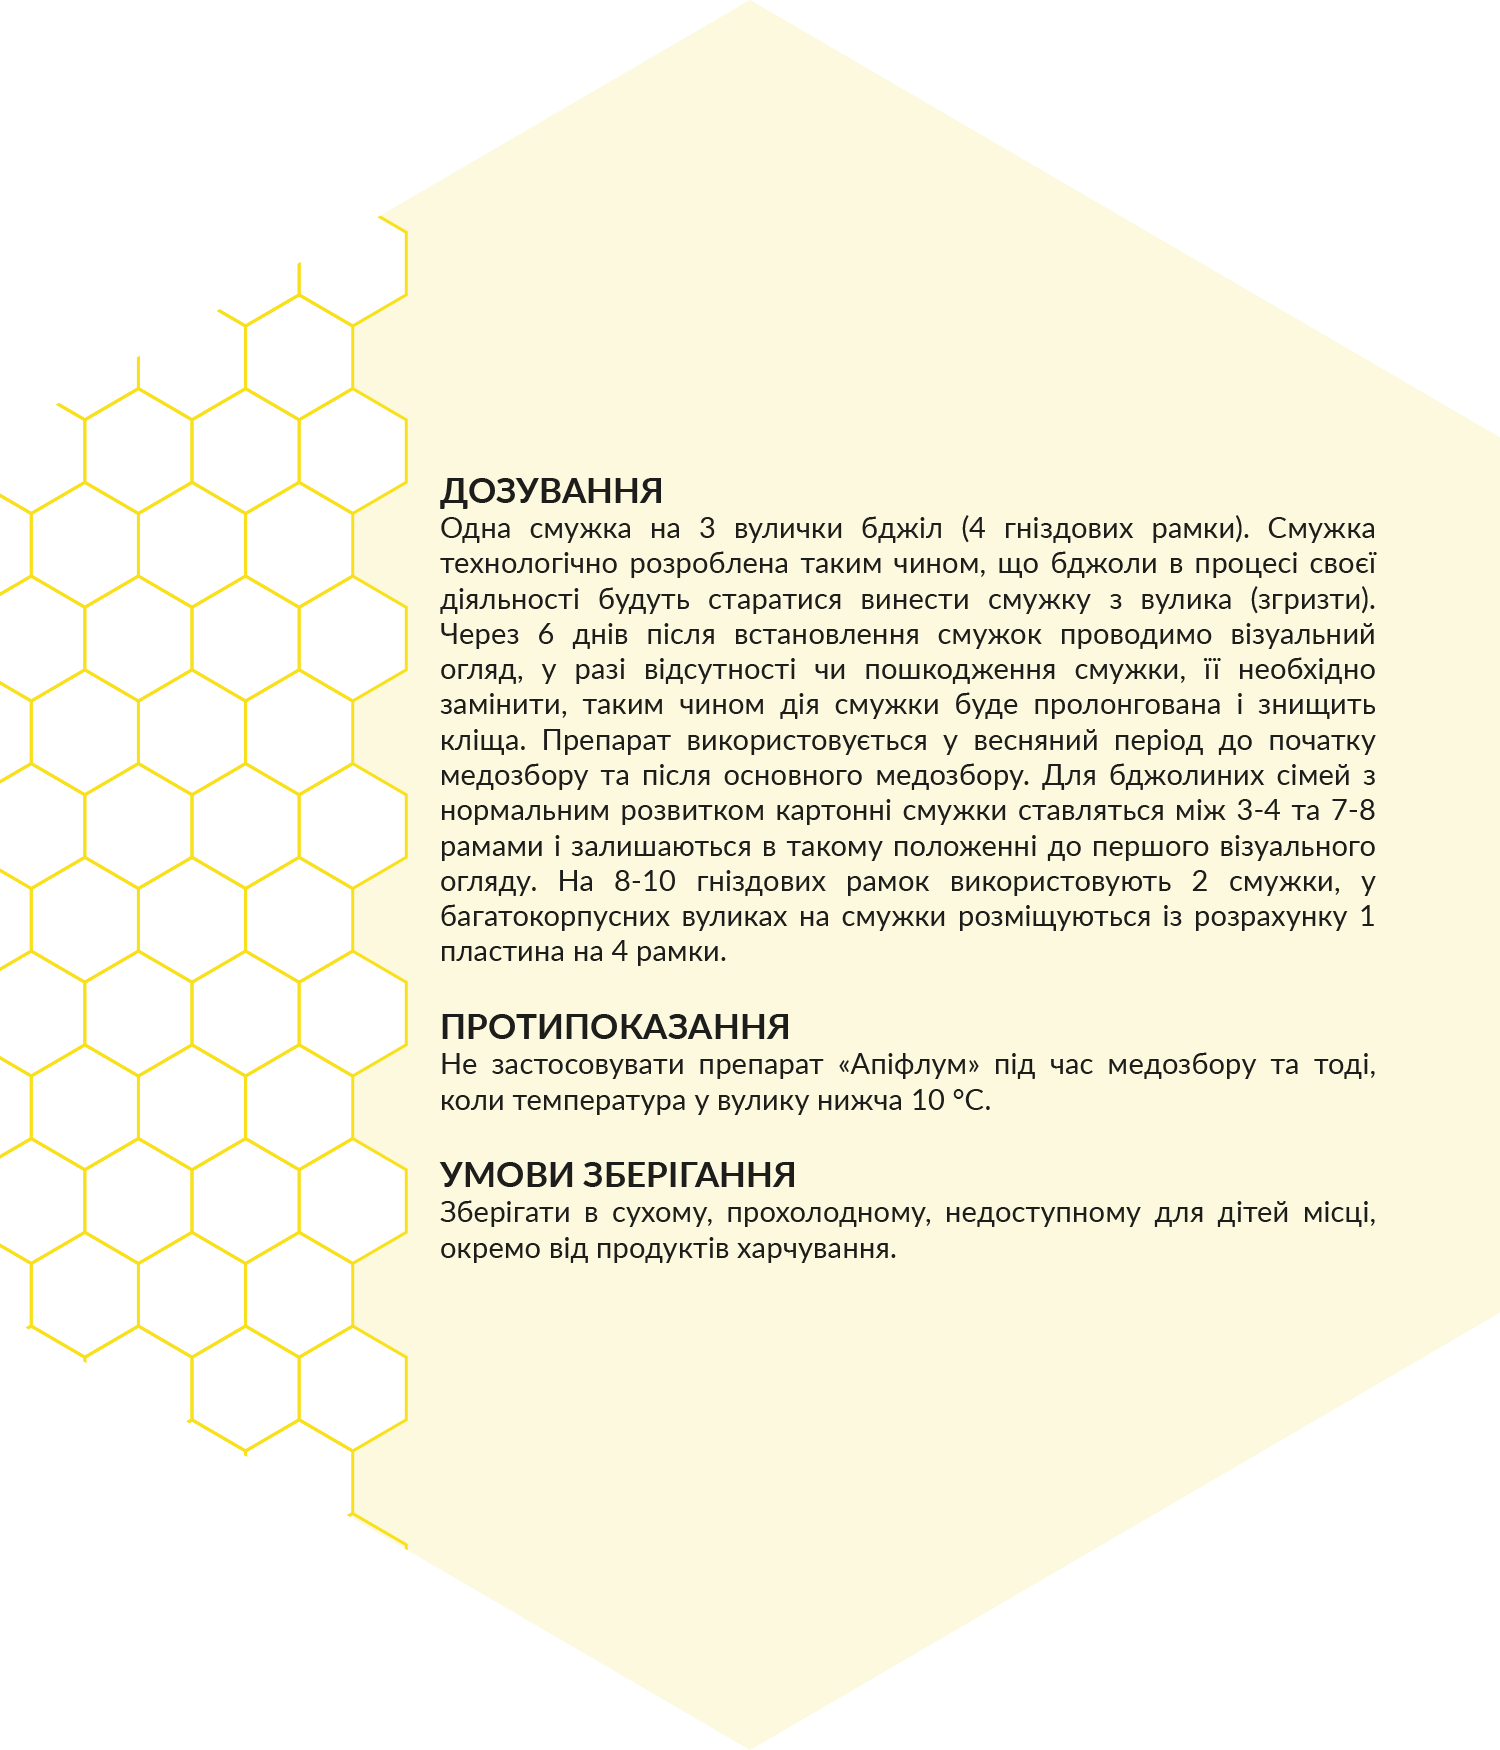 ДОЗУВАННЯ
Одна смужка на 3 вулички бджіл (4 гніздових рамки). Смужка
технологічно розроблена таким чином, що бджоли в процесі своєї
діяльності будуть старатися винести смужку з вулика (згризти).
Через 6 днів після встановлення смужок проводимо візуальний
огляд, у разі відсутності чи пошкодження смужки, її необхідно
замінити, таким чином дія смужки буде пролонгована і знищить
кліща. Препарат використовується у весняний період до початку
медозбору та після основного медозбору. Для бджолиних сімей з
нормальним розвитком картонні смужки ставляться між 3-4 та 7-8
рамами і залишаються в такому положенні до першого візуального
огляду. На 8-10 гніздових рамок використовують 2 смужки, у
багатокорпусних вуликах на смужки розміщуються із розрахунку 1
пластина на 4 рамки.
ПРОТИПОКАЗАННЯ
Не застосовувати препарат «Апіфлум» під час медозбору та тоді,
коли температура у вулику нижча 10 °С.
УМОВИ ЗБЕРІГАННЯ
Зберігати в сухому, прохолодному, недоступному для дітей місці,
окремо від продуктів харчування.